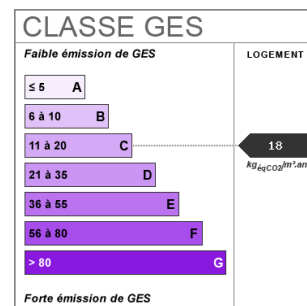 CLASSE GES
Faible émission de GES
LOGEMENT
≤ 5 A
6 à 10 B
11 à 20 C
18
kgéqCO2/m².an
21 à 35 D
36 à 55 E
56 à 80 F
> 80 G
Forte émission de GES